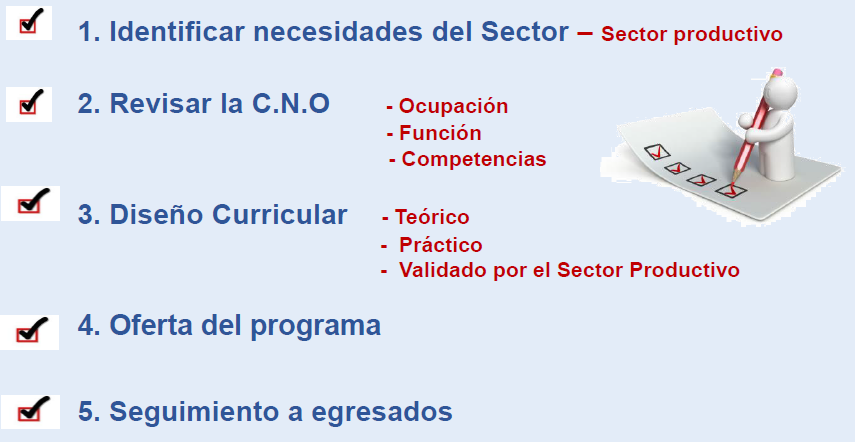 1. Identificar necesidades del Sector – Sector productivo
2. Revisar la C.N.O - Ocupación
- Función
- Competencias
3. Diseño Curricular - Teórico
- Práctico
- Validado por el Sector Productivo
4. Oferta del programa
5. Seguimiento a egresados